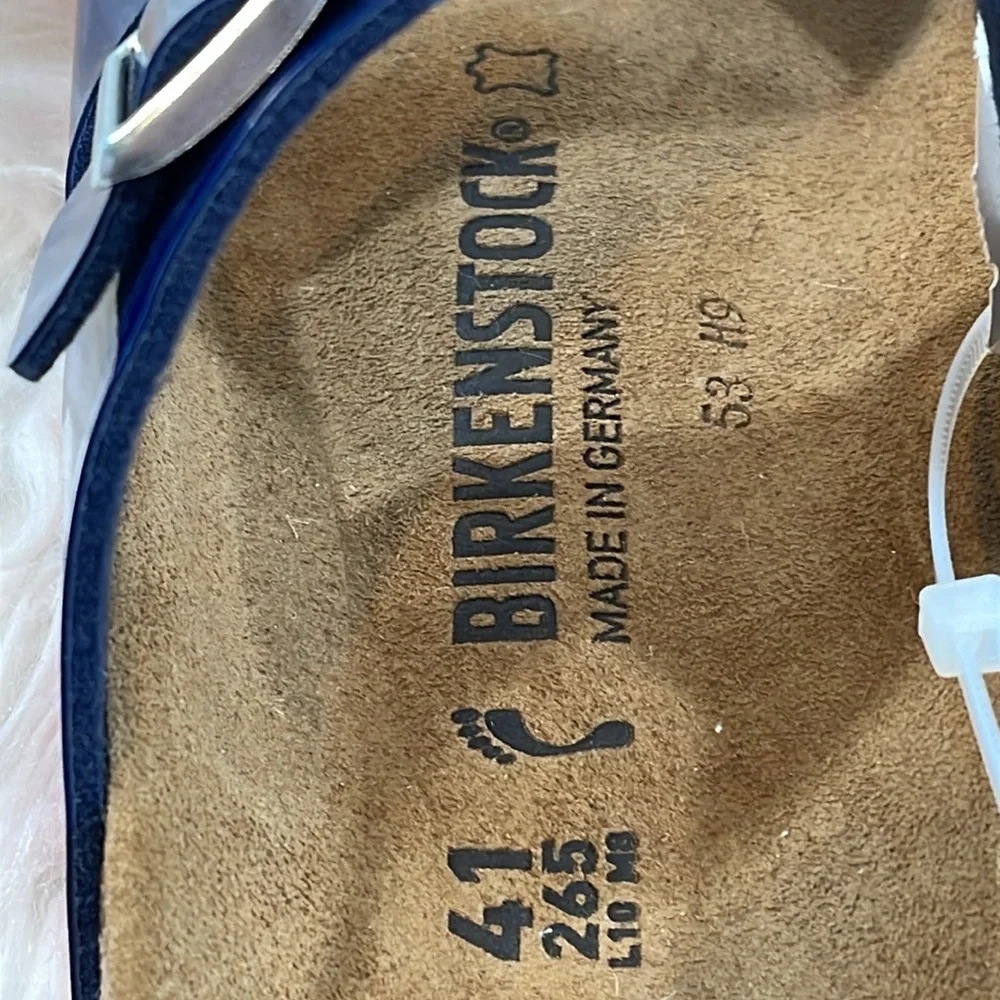 BIRKENSTOCK®
MADE IN GERMANY
53 H9
41
265
L10 M8